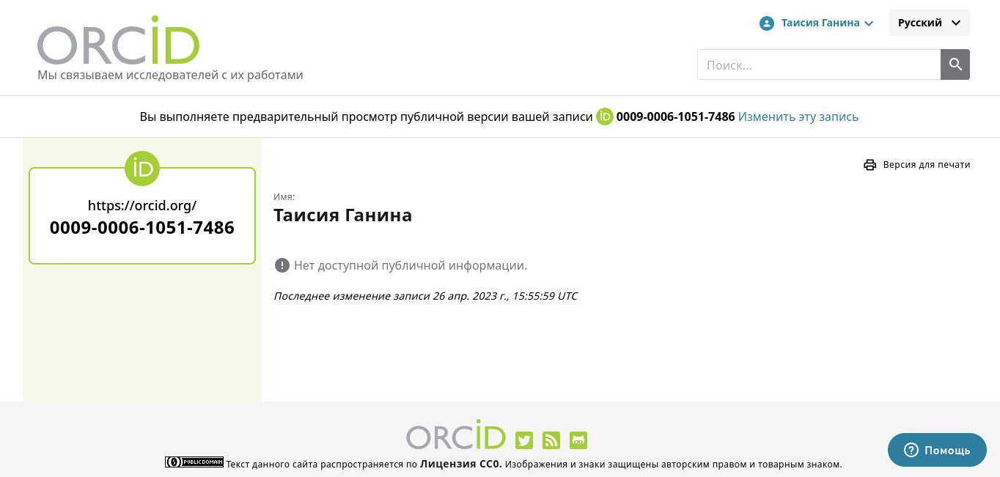 ORCiD
Таисия Ганина
Русский
Мы связываем исследователей с их работами
Поиск...
Вы выполняете предварительный просмотр публичной версии вашей записи iD 0009-0006-1051-7486 Изменить эту запись
iD
https://orcid.org/
0009-0006-1051-7486
Версия для печати
Имя:
Таисия Ганина
Нет доступной публичной информации.
Последнее изменение записи 26 апр. 2023 г., 15:55:59 UTC
ORCiD
PUBLIC DOMAIN Текст данного сайта распространяется по Лицензия CC0. Изображения и знаки защищены авторским правом и товарным знаком.
Помощь